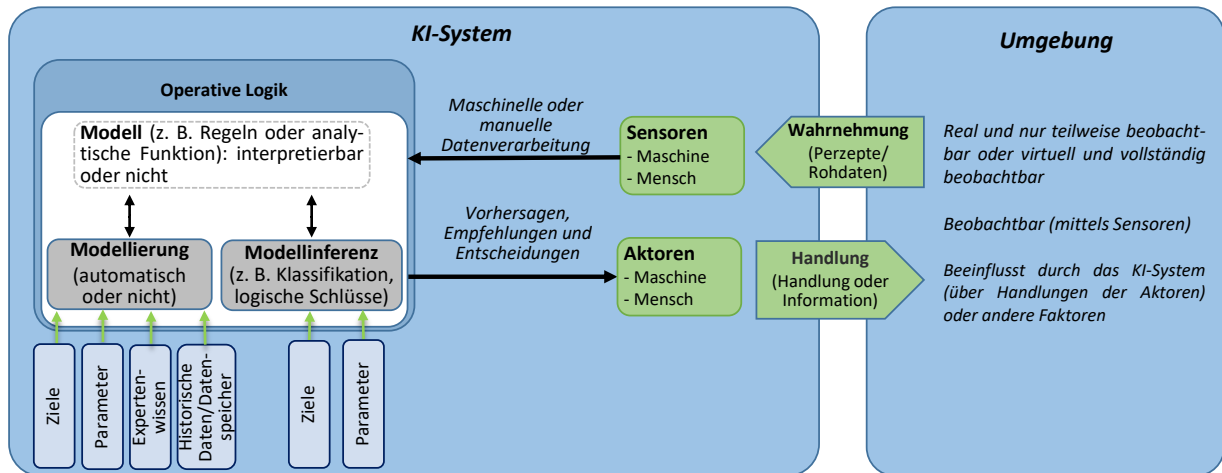 KI-System
Operative Logik
Modell (z. B. Regeln oder analy-
tische Funktion): interpretierbar
oder nicht
Modellierung
(automatisch
oder nicht)
Modellinferenz
(z. B. Klassifikation,
logische Schlüsse)
Ziele
Parameter
Experten-
wissen
Historische
Daten/Daten-
speicher
Ziele
Parameter
Maschinelle oder
manuelle
Datenverarbeitung
Vorhersagen,
Empfehlungen und
Entscheidungen
Sensoren
- Maschine
- Mensch
Aktoren
- Maschine
- Mensch
Wahrnehmung
(Perzepte/
Rohdaten)
Handlung
(Handlung oder
Information)
Umgebung
Real und nur teilweise beobacht-
bar oder virtuell und vollständig
beobachtbar
Beobachtbar (mittels Sensoren)
Beeinflusst durch das KI-System
(über Handlungen der Aktoren)
oder andere Faktoren